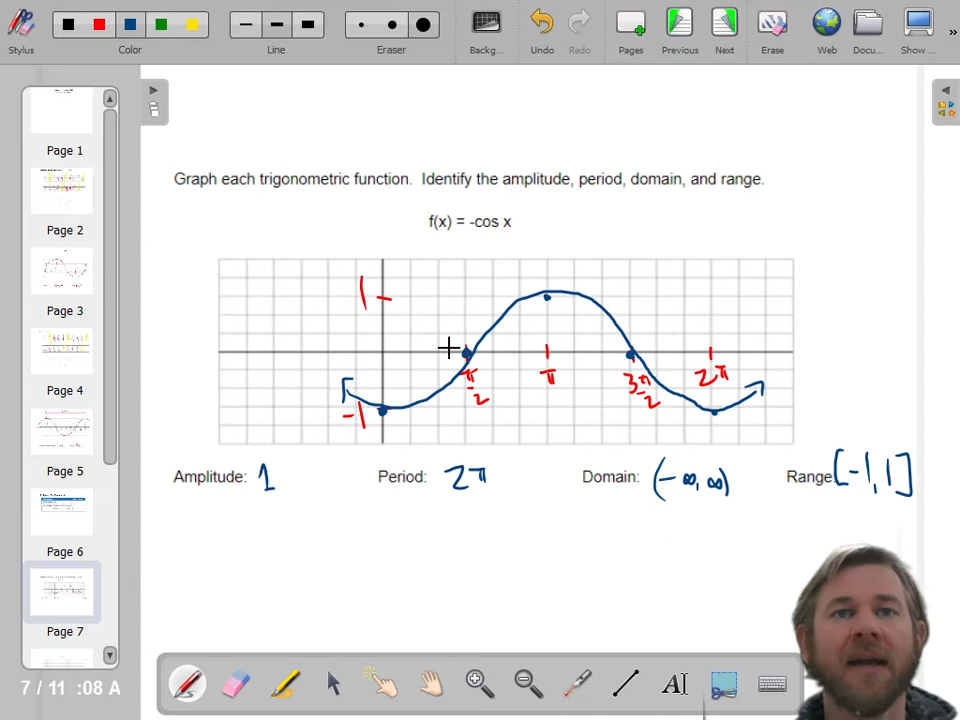 Stylus
Color
Line
Eraser
Backg...
Undo
Redo
Pages
Previous
Next
Erase
Web
Docu...
Show ...
»
Page 1
Page 2
Page 3
Page 4
Page 5
Page 6
Page 7
7 / 11 :08 A
Graph each trigonometric function. Identify the amplitude, period, domain, and range.
f(x) = -cos x
1
-1
π/2
π
3π/2
2π
Amplitude: 1 Period: 2π Domain: (-∞, ∞) Range: [-1, 1]